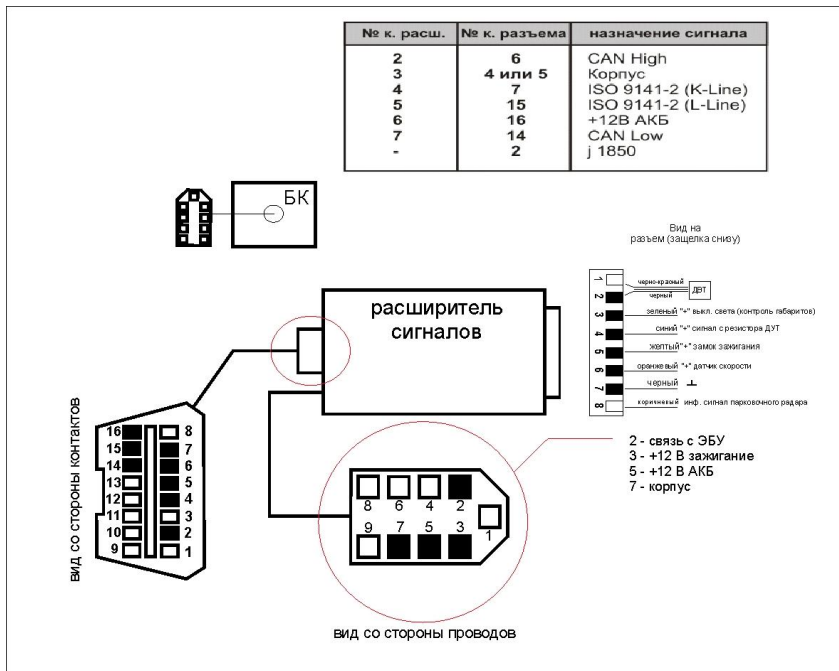 № к. расш. № к. разъема назначение сигнала
2 6 CAN High
3 4 или 5 Корпус
4 7 ISO 9141-2 (K-Line)
5 15 ISO 9141-2 (L-Line)
6 16 +12В АКБ
7 14 CAN Low
- 2 j 1850
БК
расширитель
сигналов
Вид на
разъем (защелка снизу)
1 черно-красный
ДВТ
2 черный
3 зеленый "+" выкл. света (контроль габаритов)
4 синий "+" сигнал с резистора ДУТ
5 желтый "+" замок зажигания
6 оранжевый "+" датчик скорости
7 черный ⊥
8 коричневый инф. сигнал парковочного радара
2 - связь с ЭБУ
3 - +12 В зажигание
5 - +12 В АКБ
7 - корпус
вид со стороны контактов
16 8
15 7
14 6
13 5
12 4
11 3
10 2
9 1
8 6 4 2
1
9 7 5 3
вид со стороны проводов